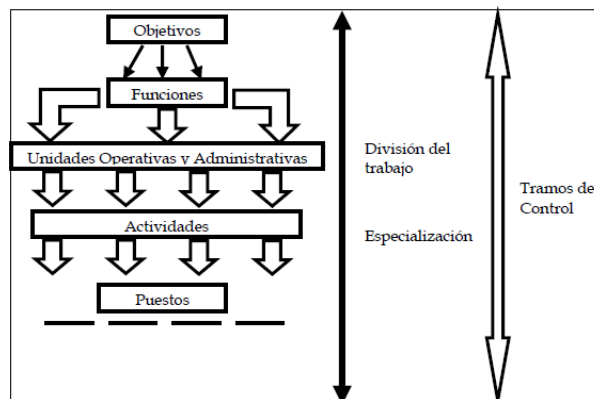 Objetivos
Funciones
Unidades Operativas y Administrativas
Actividades
Puestos
División del
trabajo
Especialización
Tramos de
Control